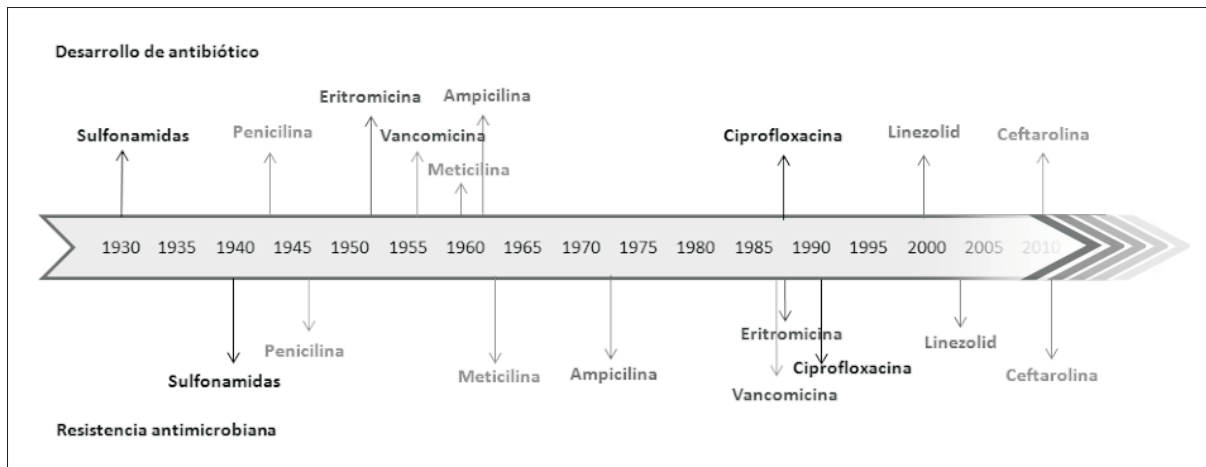 Desarrollo de antibiótico
Eritromicina Ampicilina
Sulfonamidas Penicilina Vancomicina Ciprofloxacina Linezolid Ceftarolina
Meticilina
1930 1935 1940 1945 1950 1955 1960 1965 1970 1975 1980 1985 1990 1995 2000 2005 2010
Eritromicina
Penicilina Linezolid
Sulfonamidas Meticilina Ampicilina Ciprofloxacina Ceftarolina
Vancomicina
Resistencia antimicrobiana